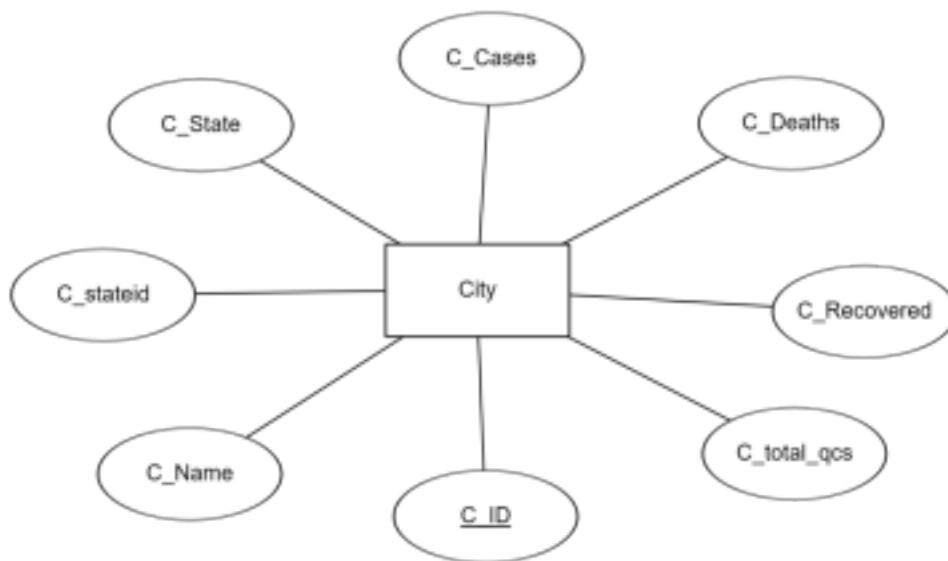 C_Cases
C_State
C_Deaths
C_stateid
City
C_Recovered
C_Name
C_total_qcs
C_ID